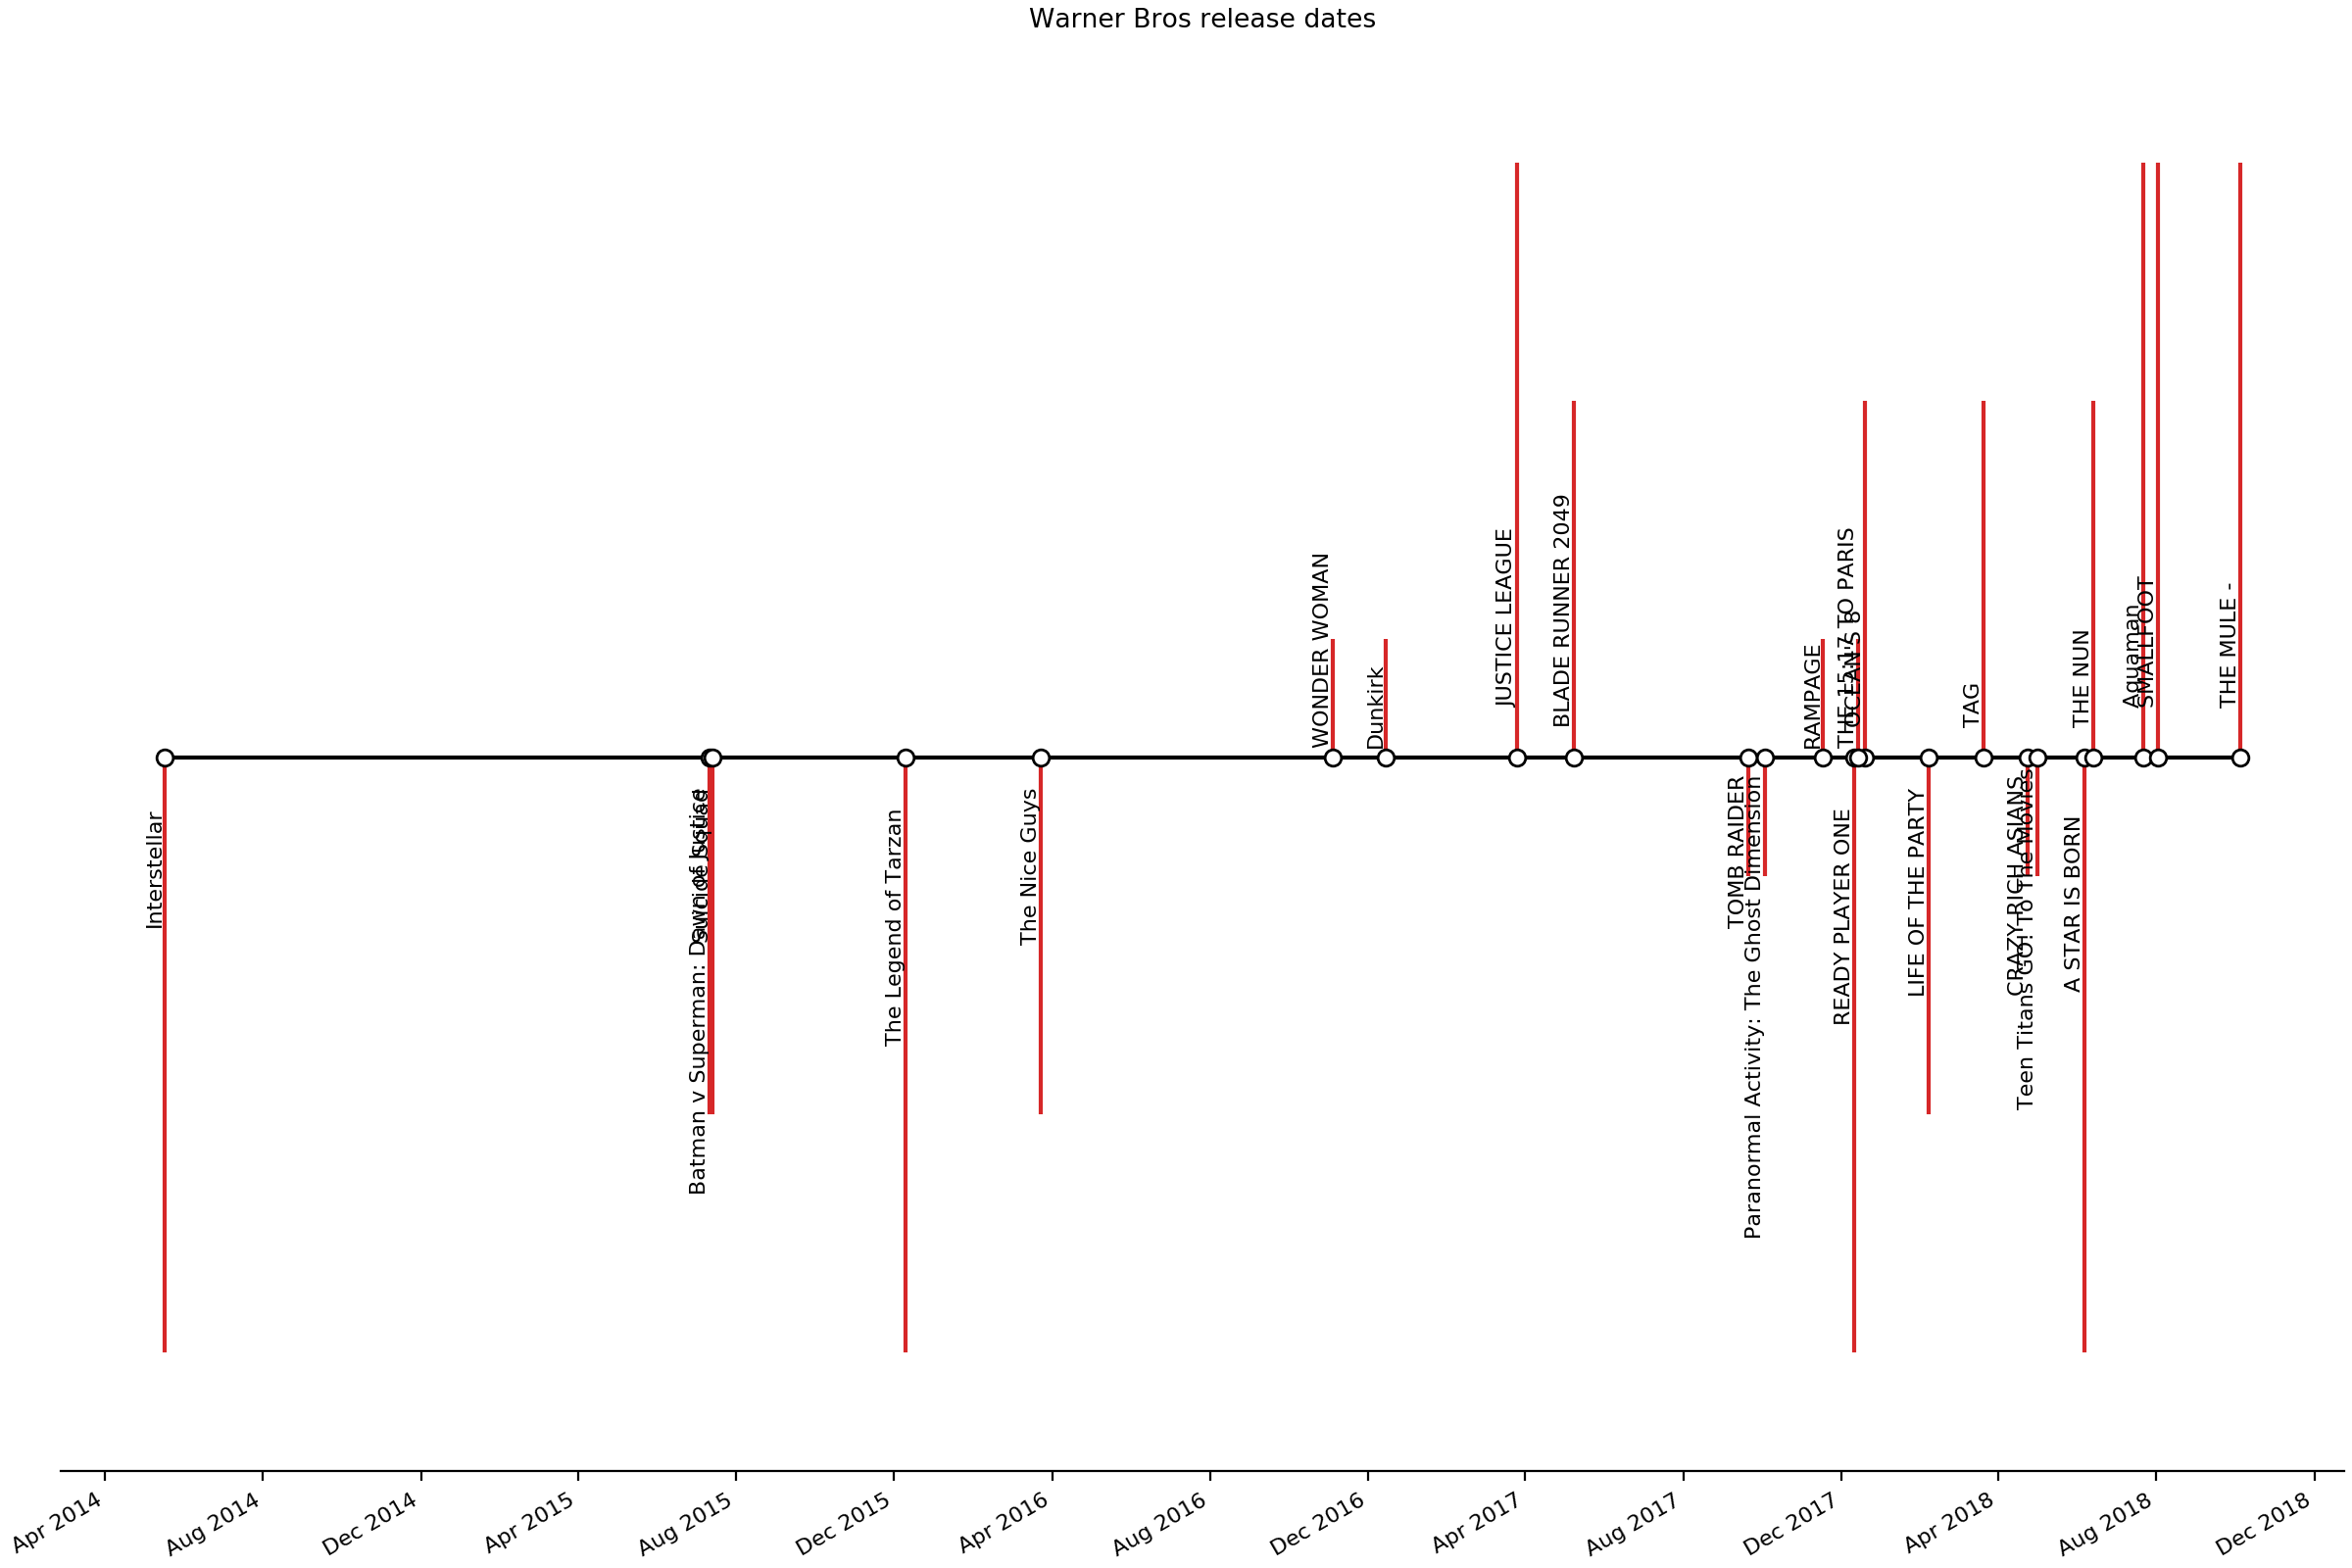 Warner Bros release dates
Interstellar
Batman v Superman: Dawn of Justice
Suicide Squad
The Legend of Tarzan
The Nice Guys
WONDER WOMAN
Dunkirk
JUSTICE LEAGUE
BLADE RUNNER 2049
TOMB RAIDER
Paranormal Activity: The Ghost Dimension
RAMPAGE
READY PLAYER ONE
THE 15:17 TO PARIS
OCEAN'S 8
LIFE OF THE PARTY
TAG
CRAZY RICH ASIANS
Teen Titans GO! To The Movies
A STAR IS BORN
THE NUN
Aquaman
SMALLFOOT
THE MULE -
Apr 2014
Aug 2014
Dec 2014
Apr 2015
Aug 2015
Dec 2015
Apr 2016
Aug 2016
Dec 2016
Apr 2017
Aug 2017
Dec 2017
Apr 2018
Aug 2018
Dec 2018